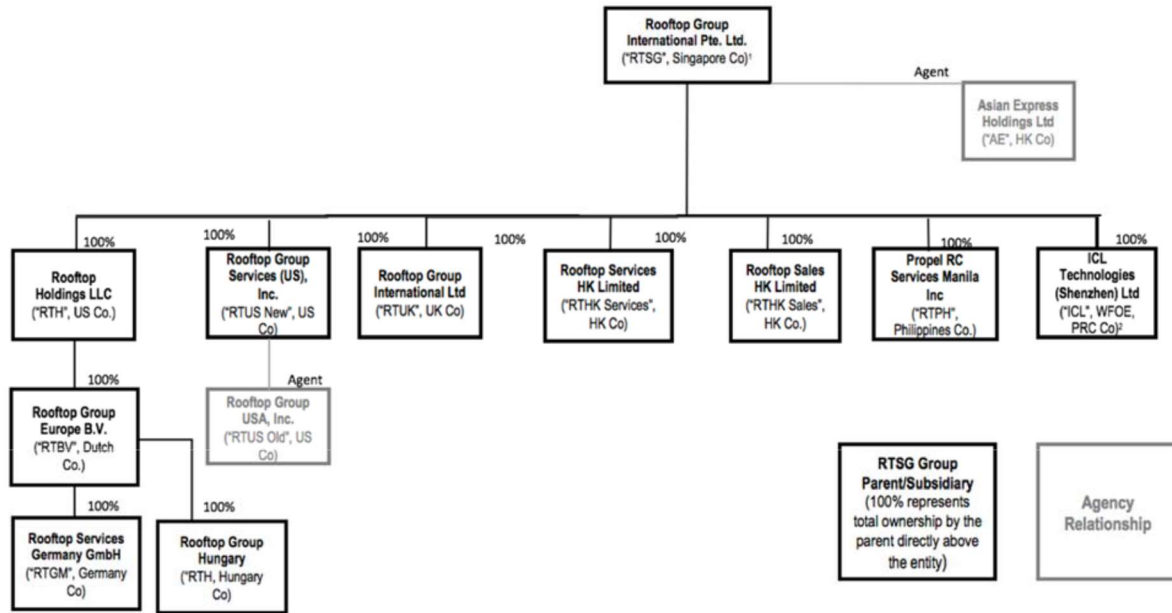 Rooftop Group
International Pte. Ltd.
("RTSG", Singapore Co)¹
Agent
Asian Express
Holdings Ltd
("AE", HK Co)
100%
100%
100%
100%
100%
100%
100%
100%
Rooftop
Holdings LLC
("RTH", US Co.)
Rooftop Group
Services (US),
Inc.
("RTUS New", US
Co)
Rooftop Group
International Ltd
("RTUK", UK Co)
Rooftop Services
HK Limited
("RTHK Services",
HK Co)
Rooftop Sales
HK Limited
("RTHK Sales",
HK Co.)
Propel RC
Services Manila
Inc
("RTPH",
Philippines Co.)
ICL
Technologies
(Shenzhen) Ltd
("ICL", WFOE,
PRC Co)²
100%
Agent
Rooftop Group
Europe B.V.
("RTBV", Dutch
Co.)
Rooftop Group
USA, Inc.
("RTUS Old", US
Co)
100%
100%
Rooftop Services
Germany GmbH
("RTGM", Germany
Co)
Rooftop Group
Hungary
("RTH, Hungary
Co)
RTSG Group
Parent/Subsidiary
(100% represents
total ownership by the
parent directly above
the entity)
Agency
Relationship